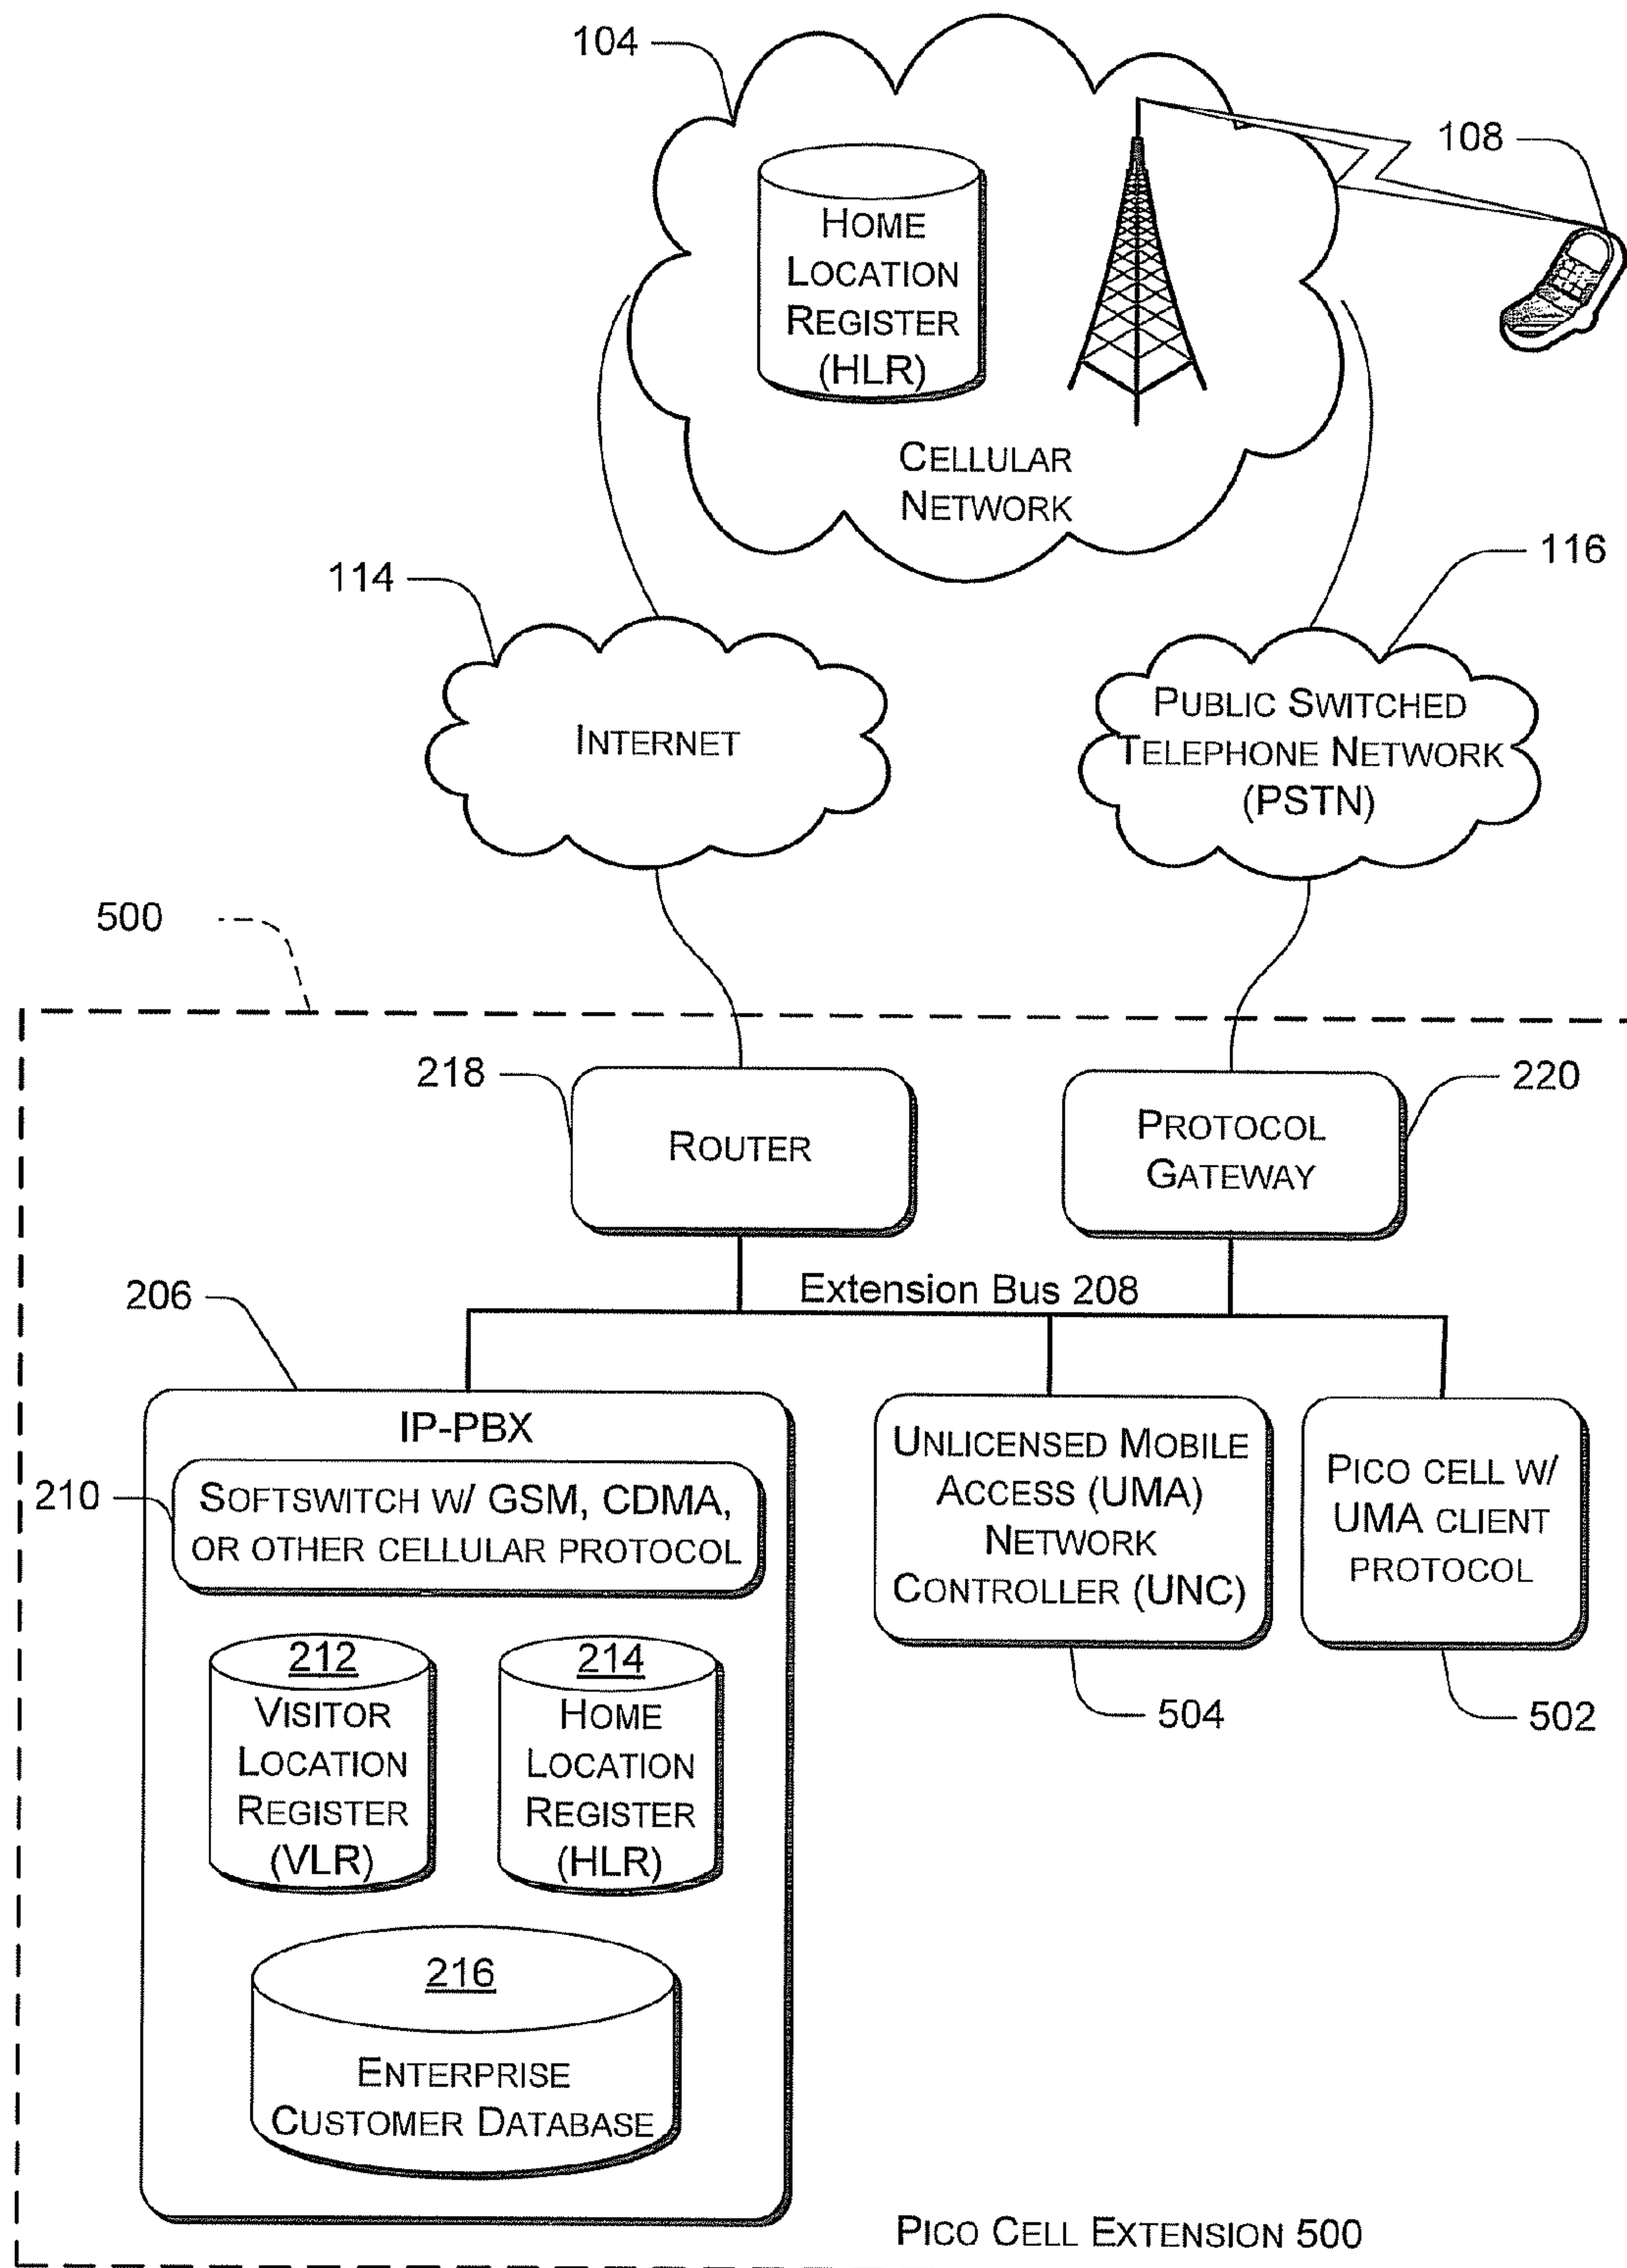 104
108
HOME
LOCATION
REGISTER
(HLR)
CELLULAR
NETWORK
114
116
INTERNET
PUBLIC SWITCHED
TELEPHONE NETWORK
(PSTN)
500
218
ROUTER
PROTOCOL
GATEWAY
220
Extension Bus 208
206
IP-PBX
210
SOFTSWITCH W/ GSM, CDMA,
OR OTHER CELLULAR PROTOCOL
UNLICENSED MOBILE
ACCESS (UMA)
NETWORK
CONTROLLER (UNC)
PICO CELL W/
UMA CLIENT
PROTOCOL
504
502
212
VISITOR
LOCATION
REGISTER
(VLR)
214
HOME
LOCATION
REGISTER
(HLR)
216
ENTERPRISE
CUSTOMER DATABASE
PICO CELL EXTENSION 500